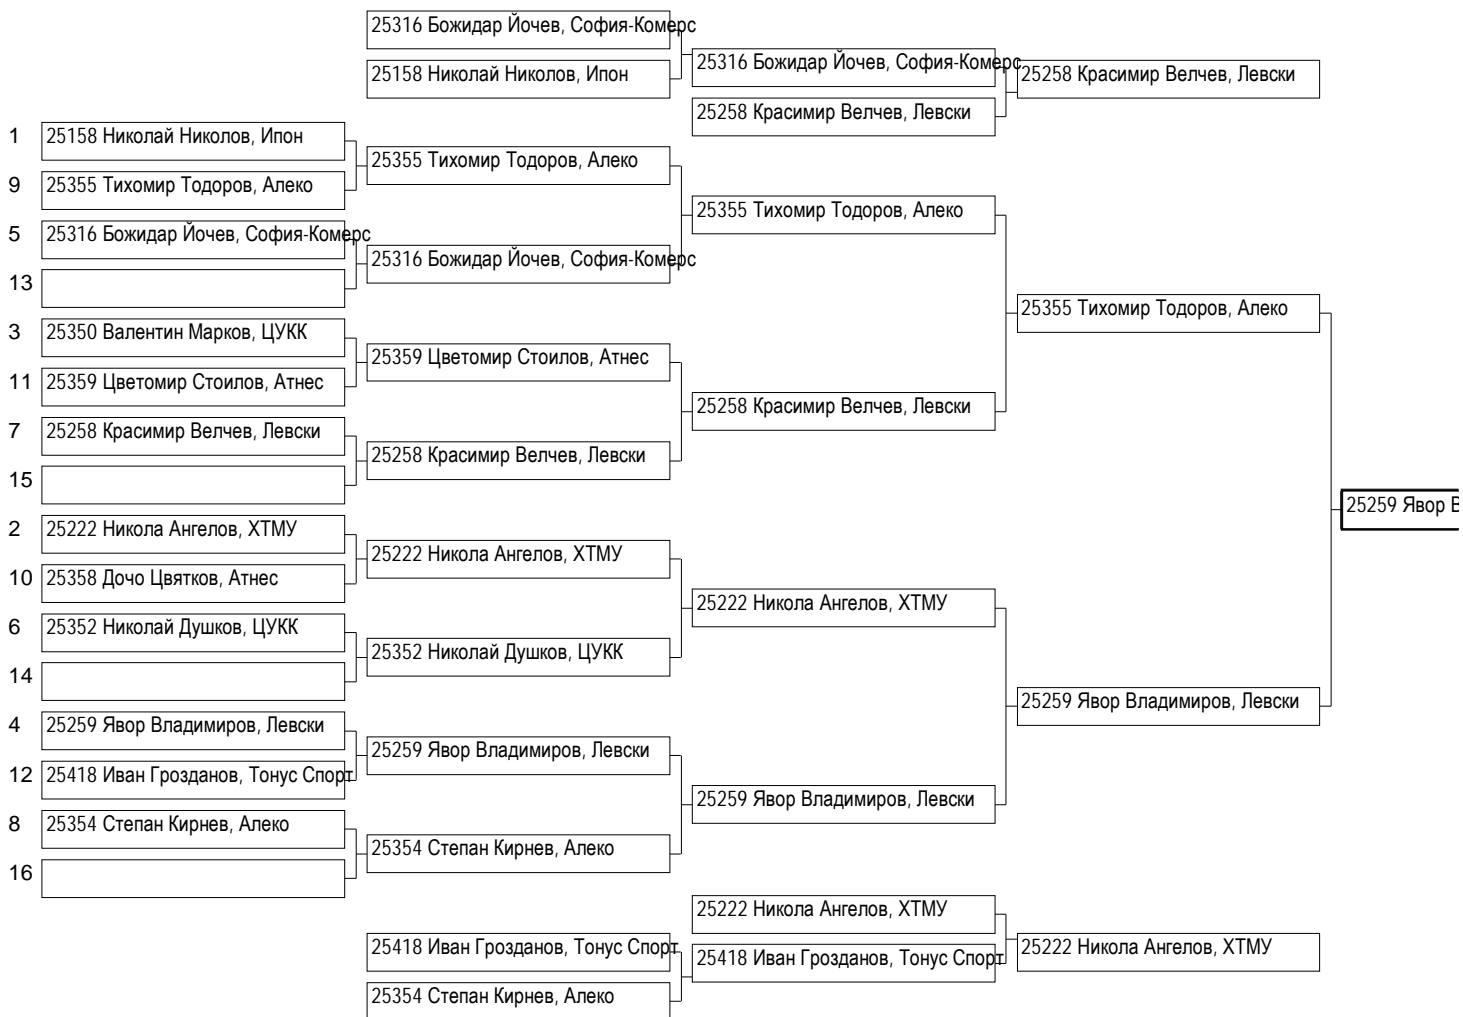 25316 Божидар Йочев, София-Комерс
25158 Николай Николов, Ипон
25316 Божидар Йочев, София-Комерс
25258 Красимир Велчев, Левски
25258 Красимир Велчев, Левски
1 25158 Николай Николов, Ипон
9 25355 Тихомир Тодоров, Алеко
5 25316 Божидар Йочев, София-Комерс
13
3 25350 Валентин Марков, ЦУКК
11 25359 Цветомир Стоилов, Атнес
7 25258 Красимир Велчев, Левски
15
2 25222 Никола Ангелов, ХТМУ
10 25358 Дочо Цвятков, Атнес
6 25352 Николай Душков, ЦУКК
14
4 25259 Явор Владимиров, Левски
12 25418 Иван Грозданов, Тонус Спорт
8 25354 Степан Кирнев, Алеко
16
25355 Тихомир Тодоров, Алеко
25316 Божидар Йочев, София-Комерс
25359 Цветомир Стоилов, Атнес
25258 Красимир Велчев, Левски
25222 Никола Ангелов, ХТМУ
25352 Николай Душков, ЦУКК
25259 Явор Владимиров, Левски
25354 Степан Кирнев, Алеко
25355 Тихомир Тодоров, Алеко
25258 Красимир Велчев, Левски
25222 Никола Ангелов, ХТМУ
25259 Явор Владимиров, Левски
25355 Тихомир Тодоров, Алеко
25259 Явор Владимиров, Левски
25259 Явор
25418 Иван Грозданов, Тонус Спорт
25354 Степан Кирнев, Алеко
25222 Никола Ангелов, ХТМУ
25418 Иван Грозданов, Тонус Спорт
25222 Никола Ангелов, ХТМУ